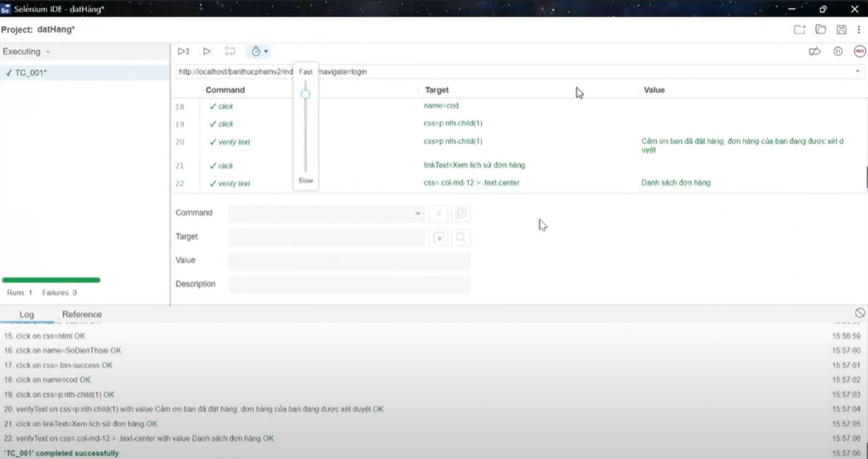 Selenium IDE - datHàng*
Project: datHang*
Executing
✓ TC_001*
http://localhost/banthucphamv2/ind
navigate=login
Fast
Slow
Command Target Value
18 ✓ click name=cod
19 ✓ click css=p:nth-child(1)
20 ✓ verify text css=p:nth-child(1) Cảm ơn bạn đã đặt hàng, đơn hàng của bạn đang được xét d
uyệt
21 ✓ click linkText=Xem lịch sử đơn hàng
22 ✓ verify text css=.col-md-12 > .text-center Danh sách đơn hàng
Command
Target
Value
Description
Runs: 1 Failures: 0
Log Reference
15. click on css=html OK 15:56:59
16. click on name=SoDienThoai OK 15:57:00
17. click on css=.btn-success OK 15:57:01
18. click on name=cod OK 15:57:02
19. click on css=p:nth-child(1) OK 15:57:03
20. verifyText on css=p:nth-child(1) with value Cảm ơn bạn đã đặt hàng, đơn hàng của bạn đang được xét duyệt OK 15:57:04
21. click on linkText=Xem lịch sử đơn hàng OK 15:57:05
22. verifyText on css=.col-md-12 > .text-center with value Danh sách đơn hàng OK 15:57:06
'TC_001' completed successfully 15:57:06